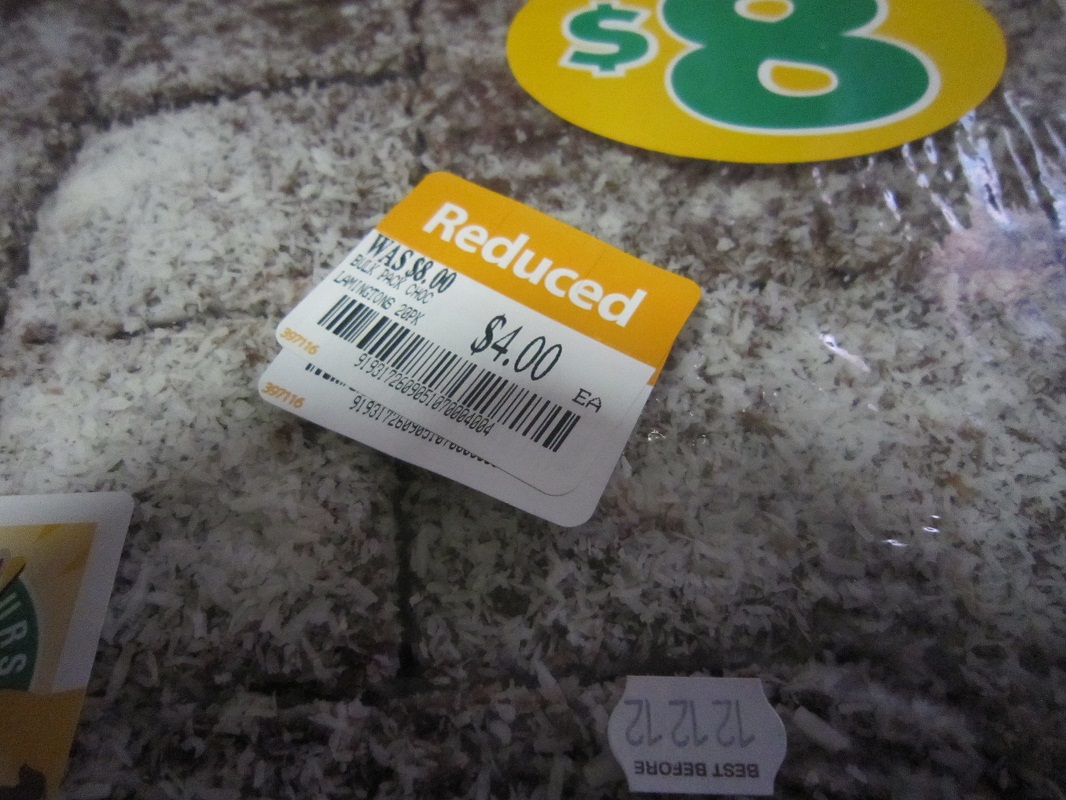 $8
Reduced
WAS $8.00
BULK PACK CHOC
LAMINGTONS 20PK
$4.00
EA
9193172609051070004004
397116
397116
BEST BEFORE
12 12 12